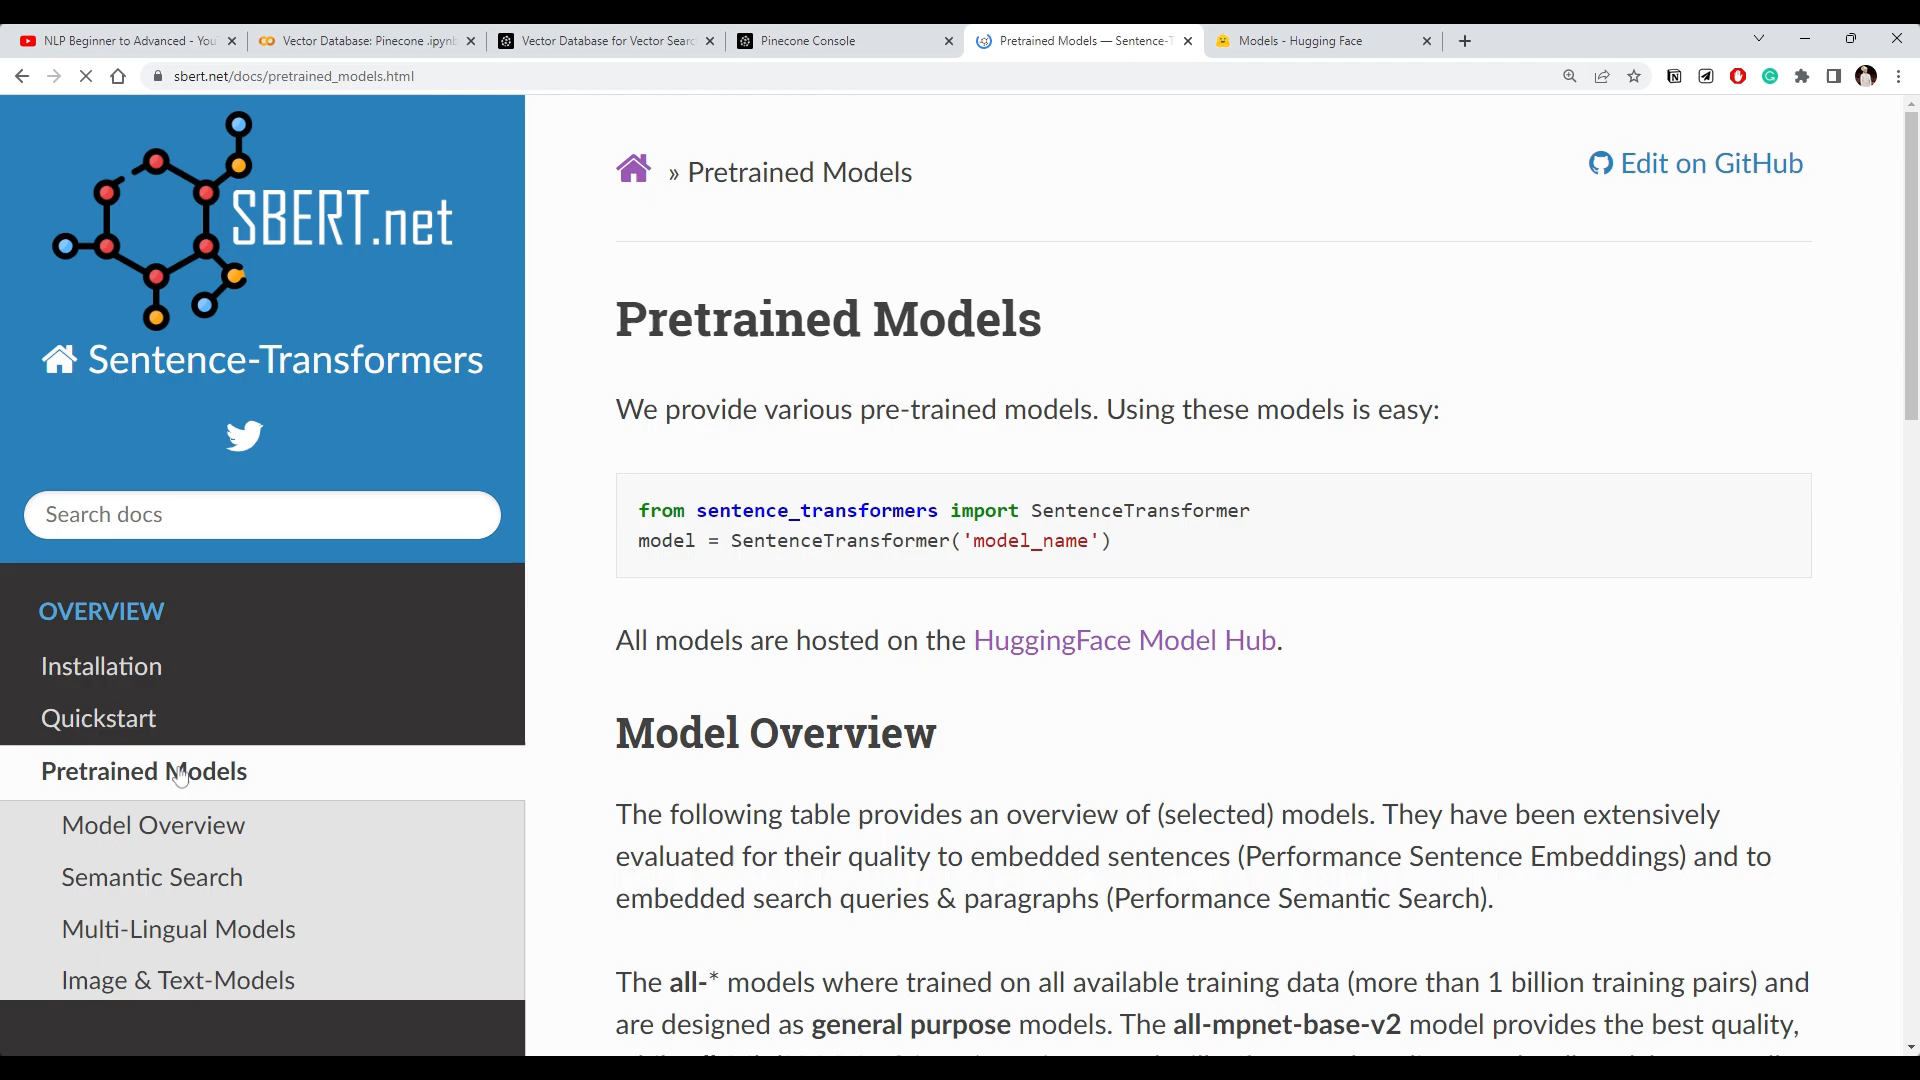 NLP Beginner to Advanced - You
Vector Database: Pinecone .ipynb
Vector Database for Vector Searc
Pinecone Console
Pretrained Models — Sentence-T
Models - Hugging Face
sbert.net/docs/pretrained_models.html
SBERT.net
Sentence-Transformers
Search docs
OVERVIEW
Installation
Quickstart
Pretrained Models
Model Overview
Semantic Search
Multi-Lingual Models
Image & Text-Models
» Pretrained Models
Edit on GitHub
Pretrained Models
We provide various pre-trained models. Using these models is easy:
from sentence_transformers import SentenceTransformer
model = SentenceTransformer('model_name')
All models are hosted on the HuggingFace Model Hub.
Model Overview
The following table provides an overview of (selected) models. They have been extensively
evaluated for their quality to embedded sentences (Performance Sentence Embeddings) and to
embedded search queries & paragraphs (Performance Semantic Search).
The all-* models where trained on all available training data (more than 1 billion training pairs) and
are designed as general purpose models. The all-mpnet-base-v2 model provides the best quality,